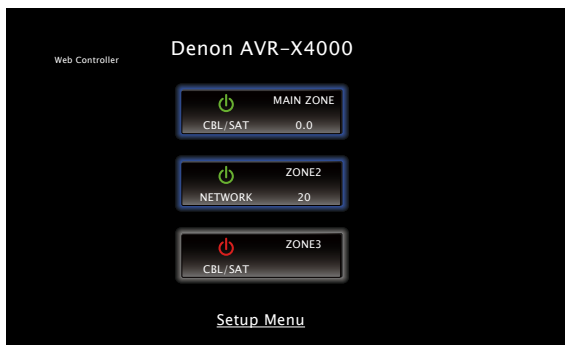 Denon AVR–X4000
Web Controller
MAIN ZONE
CBL/SAT 0.0
ZONE2
NETWORK 20
ZONE3
CBL/SAT
Setup Menu